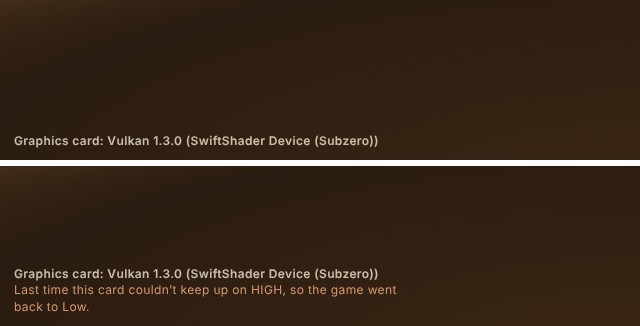 Graphics card: Vulkan 1.3.0 (SwiftShader Device (Subzero))
Graphics card: Vulkan 1.3.0 (SwiftShader Device (Subzero))
Last time this card couldn't keep up on HIGH, so the game went
back to Low.